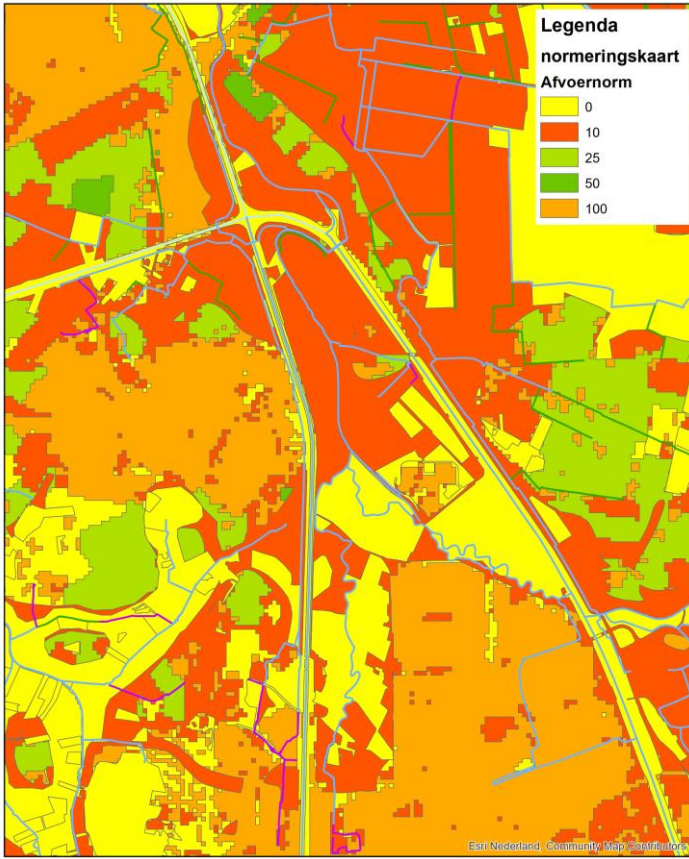 Legenda
normeringskaart
Afvoernorm
0
10
25
50
100
Esri Nederland, Community Map Contributors